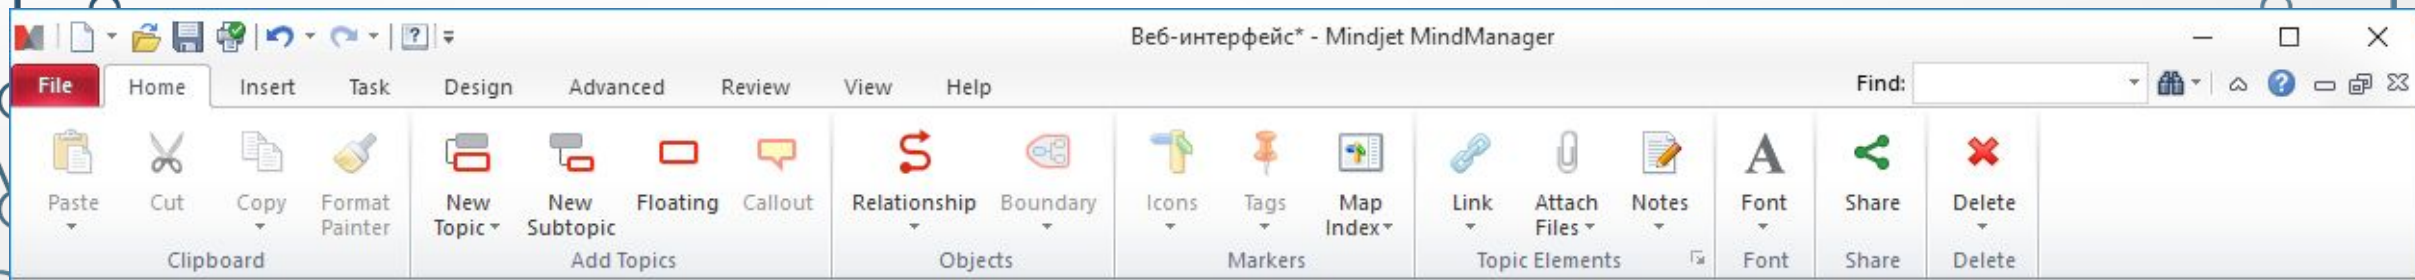 Веб-интерфейс* - Mindjet MindManager
File Home Insert Task Design Advanced Review View Help Find:
Paste Cut Copy Format Painter
New Topic New Subtopic Floating Callout
Relationship Boundary
Icons Tags Map Index
Link Attach Files Notes
Font
Share
Delete
Clipboard Add Topics Objects Markers Topic Elements Font Share Delete